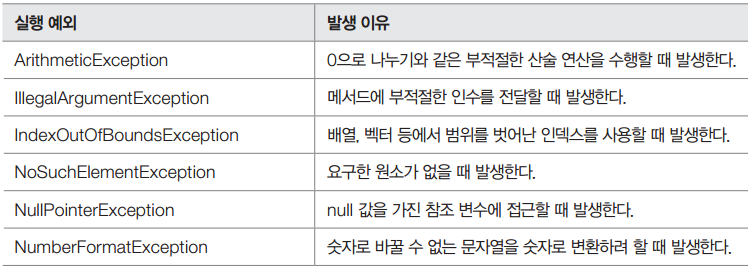 실행 예외 발생 이유
ArithmeticException 0으로 나누기와 같은 부적절한 산술 연산을 수행할 때 발생한다.
IllegalArgumentException 메서드에 부적절한 인수를 전달할 때 발생한다.
IndexOutOfBoundsException 배열, 벡터 등에서 범위를 벗어난 인덱스를 사용할 때 발생한다.
NoSuchElementException 요구한 원소가 없을 때 발생한다.
NullPointerException null 값을 가진 참조 변수에 접근할 때 발생한다.
NumberFormatException 숫자로 바꿀 수 없는 문자열을 숫자로 변환하려 할 때 발생한다.